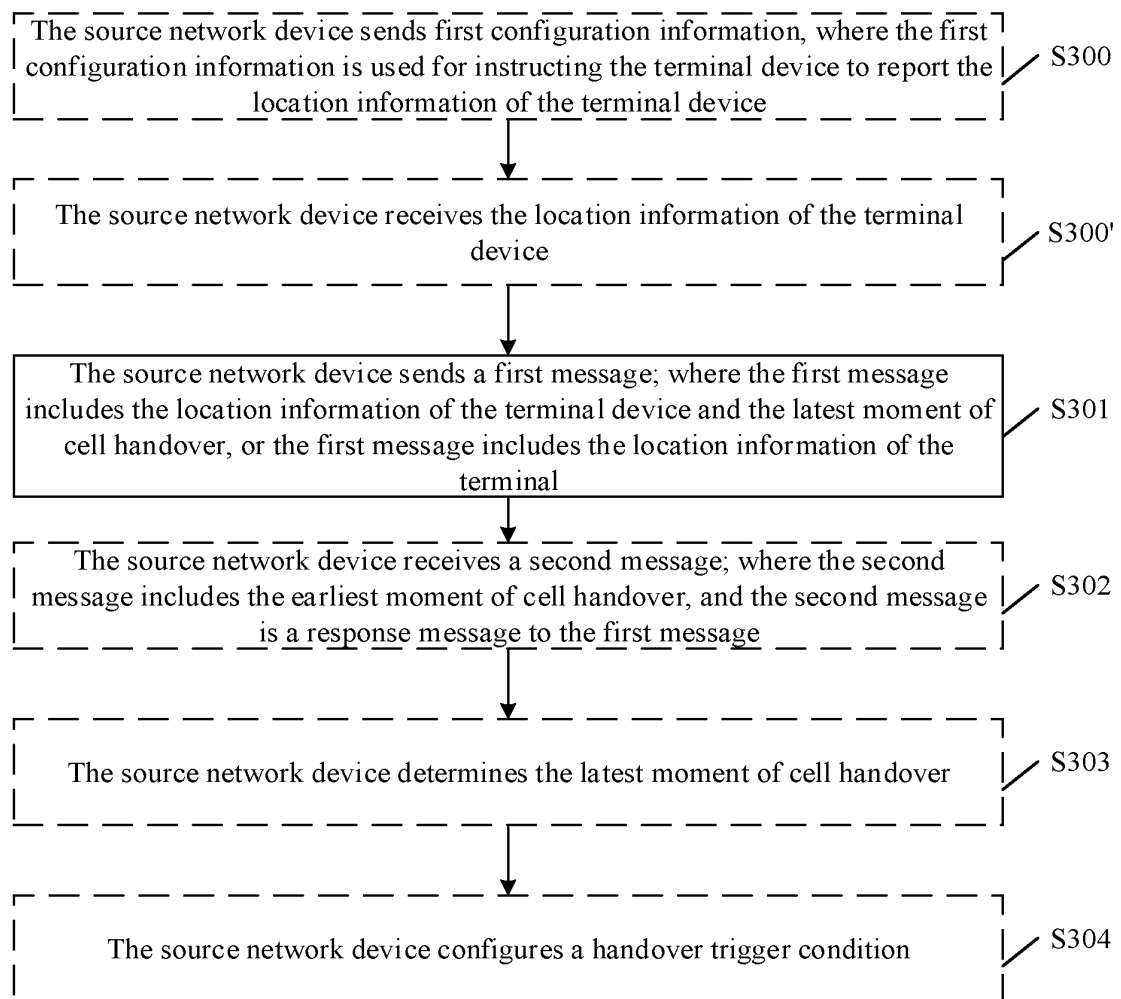 The source network device sends first configuration information, where the first
configuration information is used for instructing the terminal device to report the
location information of the terminal device
S300
The source network device receives the location information of the terminal
device
S300'
The source network device sends a first message; where the first message
includes the location information of the terminal device and the latest moment of
cell handover, or the first message includes the location information of the
terminal
S301
The source network device receives a second message; where the second
message includes the earliest moment of cell handover, and the second message
is a response message to the first message
S302
The source network device determines the latest moment of cell handover
S303
The source network device configures a handover trigger condition
S304